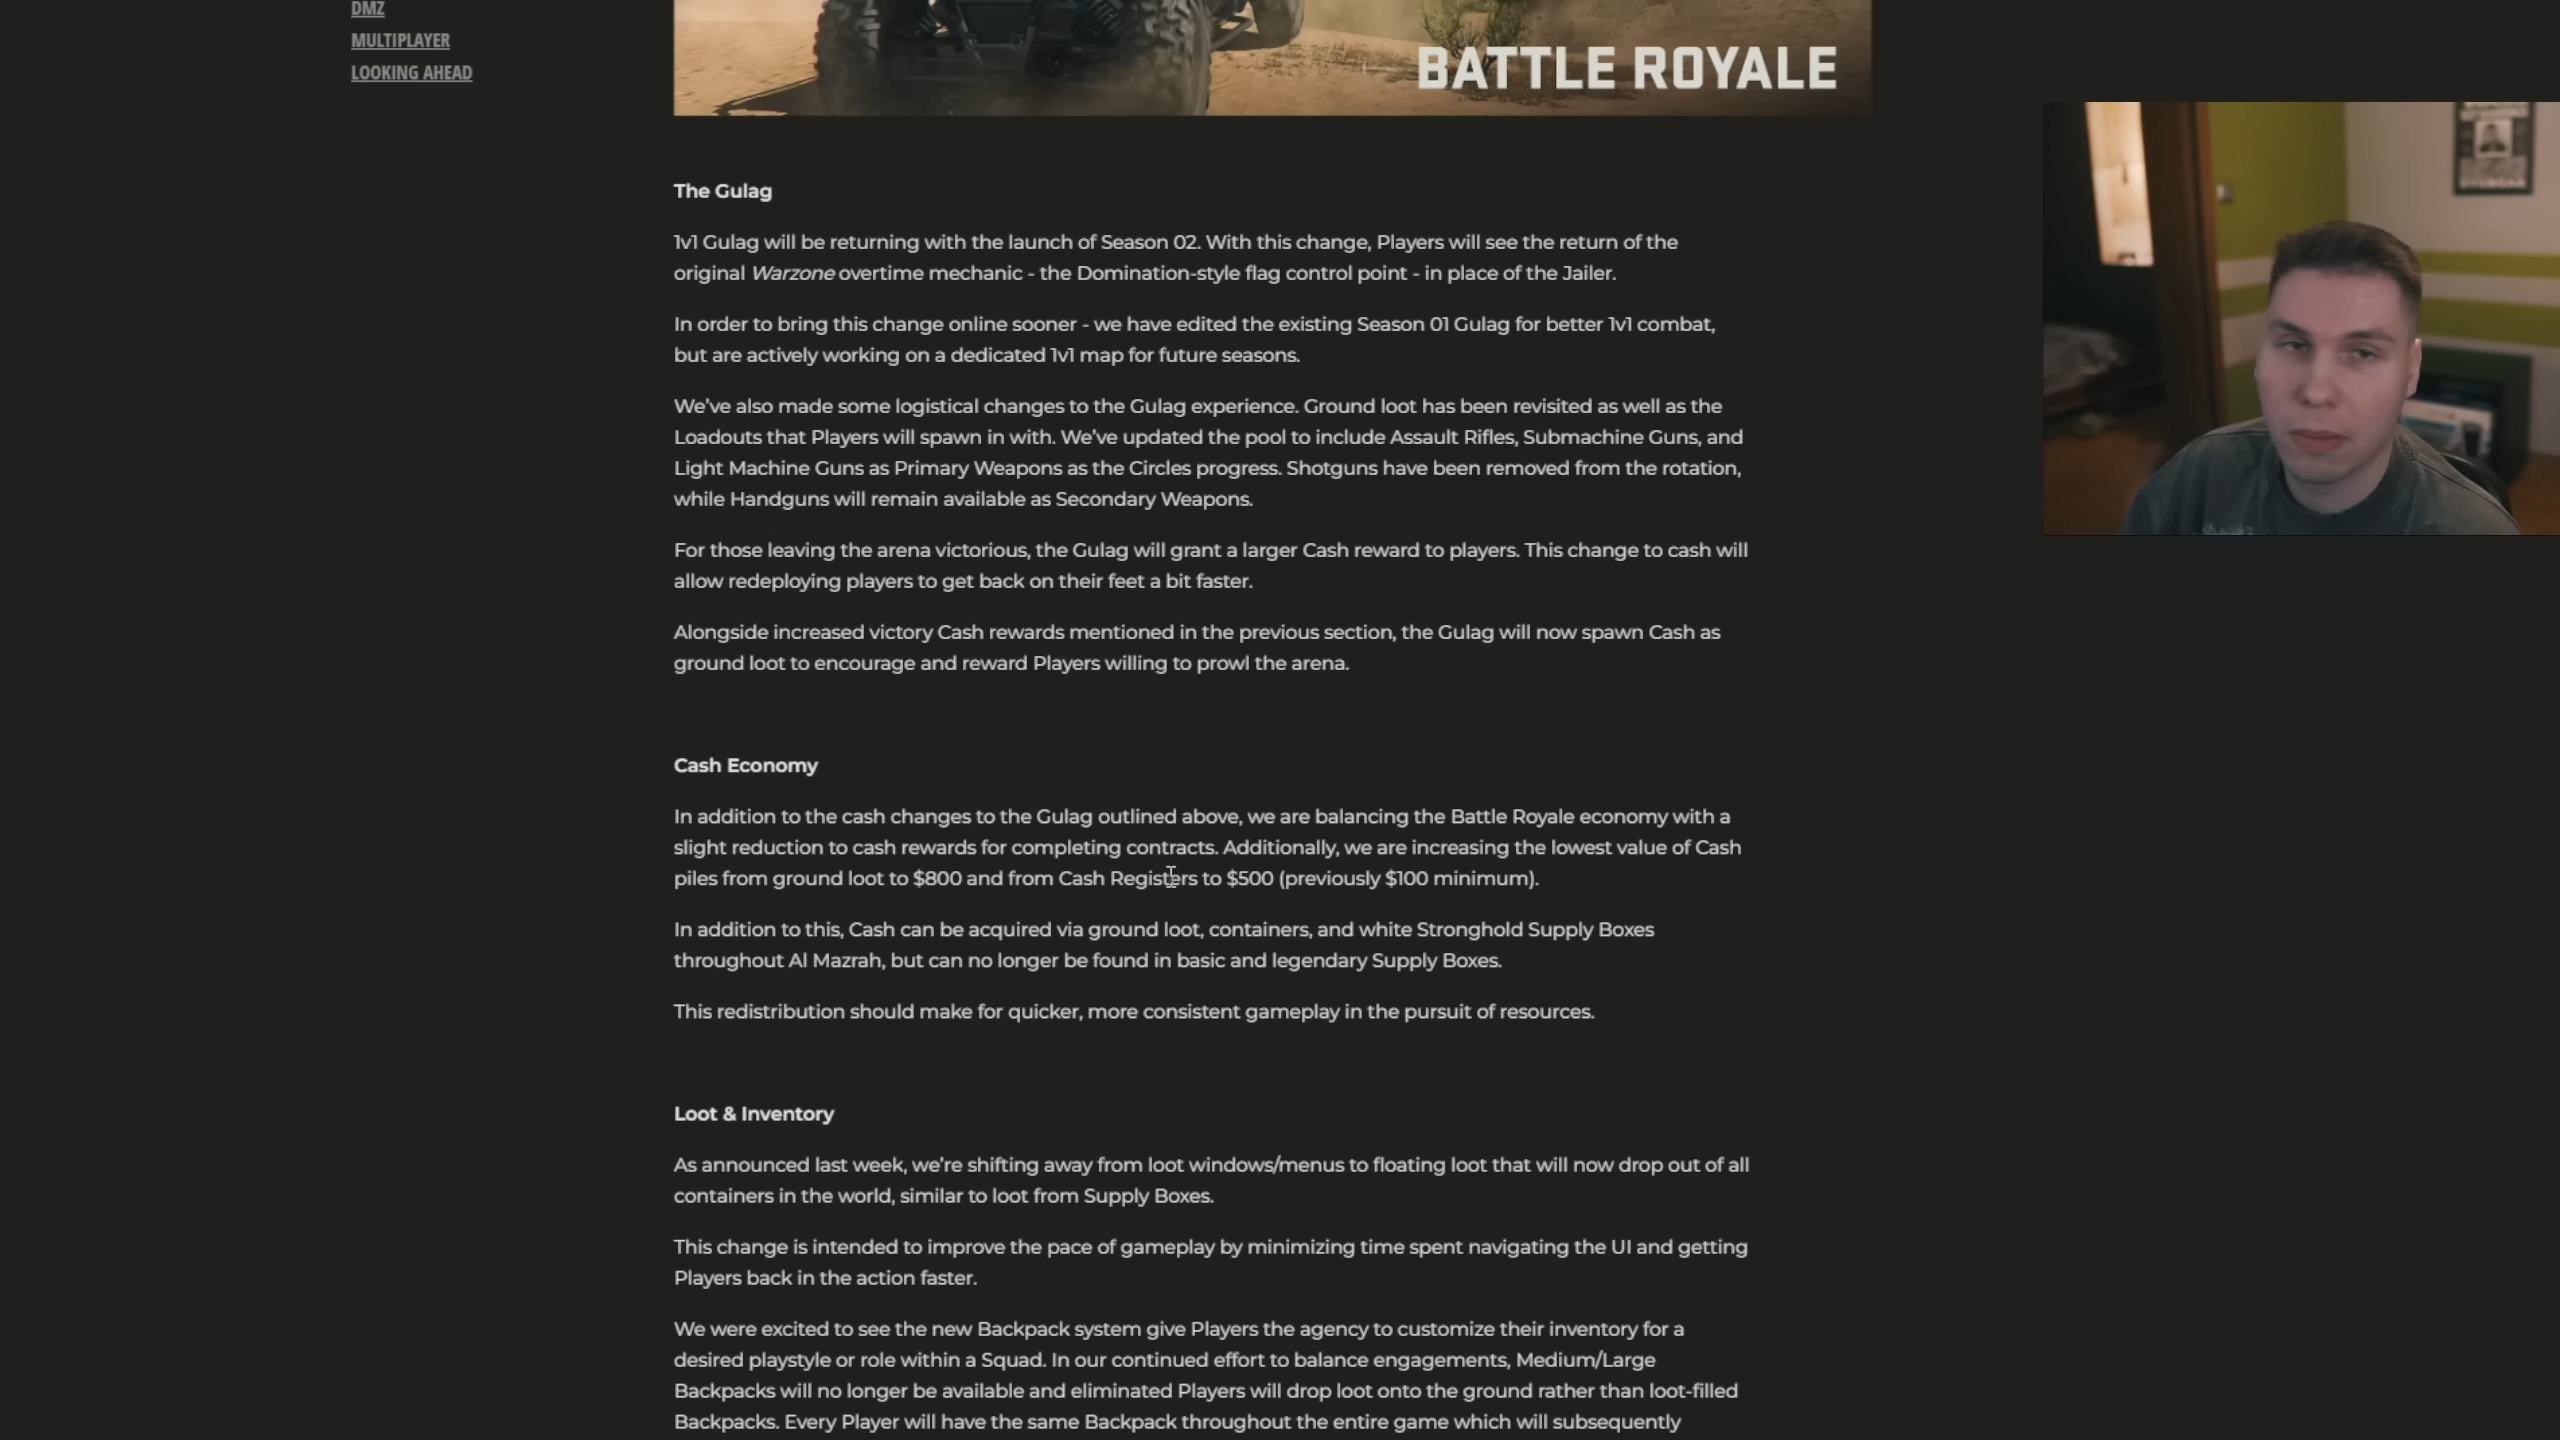 DMZ
MULTIPLAYER
LOOKING AHEAD
BATTLE ROYALE
The Gulag
1v1 Gulag will be returning with the launch of Season 02. With this change, Players will see the return of the
original Warzone overtime mechanic - the Domination-style flag control point - in place of the Jailer.
In order to bring this change online sooner - we have edited the existing Season 01 Gulag for better 1v1 combat,
but are actively working on a dedicated 1v1 map for future seasons.
We've also made some logistical changes to the Gulag experience. Ground loot has been revisited as well as the
Loadouts that Players will spawn in with. We've updated the pool to include Assault Rifles, Submachine Guns, and
Light Machine Guns as Primary Weapons as the Circles progress. Shotguns have been removed from the rotation,
while Handguns will remain available as Secondary Weapons.
For those leaving the arena victorious, the Gulag will grant a larger Cash reward to players. This change to cash will
allow redeploying players to get back on their feet a bit faster.
Alongside increased victory Cash rewards mentioned in the previous section, the Gulag will now spawn Cash as
ground loot to encourage and reward Players willing to prowl the arena.
Cash Economy
In addition to the cash changes to the Gulag outlined above, we are balancing the Battle Royale economy with a
slight reduction to cash rewards for completing contracts. Additionally, we are increasing the lowest value of Cash
piles from ground loot to $800 and from Cash Registers to $500 (previously $100 minimum).
In addition to this, Cash can be acquired via ground loot, containers, and white Stronghold Supply Boxes
throughout Al Mazrah, but can no longer be found in basic and legendary Supply Boxes.
This redistribution should make for quicker, more consistent gameplay in the pursuit of resources.
Loot & Inventory
As announced last week, we're shifting away from loot windows/menus to floating loot that will now drop out of all
containers in the world, similar to loot from Supply Boxes.
This change is intended to improve the pace of gameplay by minimizing time spent navigating the UI and getting
Players back in the action faster.
We were excited to see the new Backpack system give Players the agency to customize their inventory for a
desired playstyle or role within a Squad. In our continued effort to balance engagements, Medium/Large
Backpacks will no longer be available and eliminated Players will drop loot onto the ground rather than loot-filled
Backpacks. Every Player will have the same Backpack throughout the entire game which will subsequently